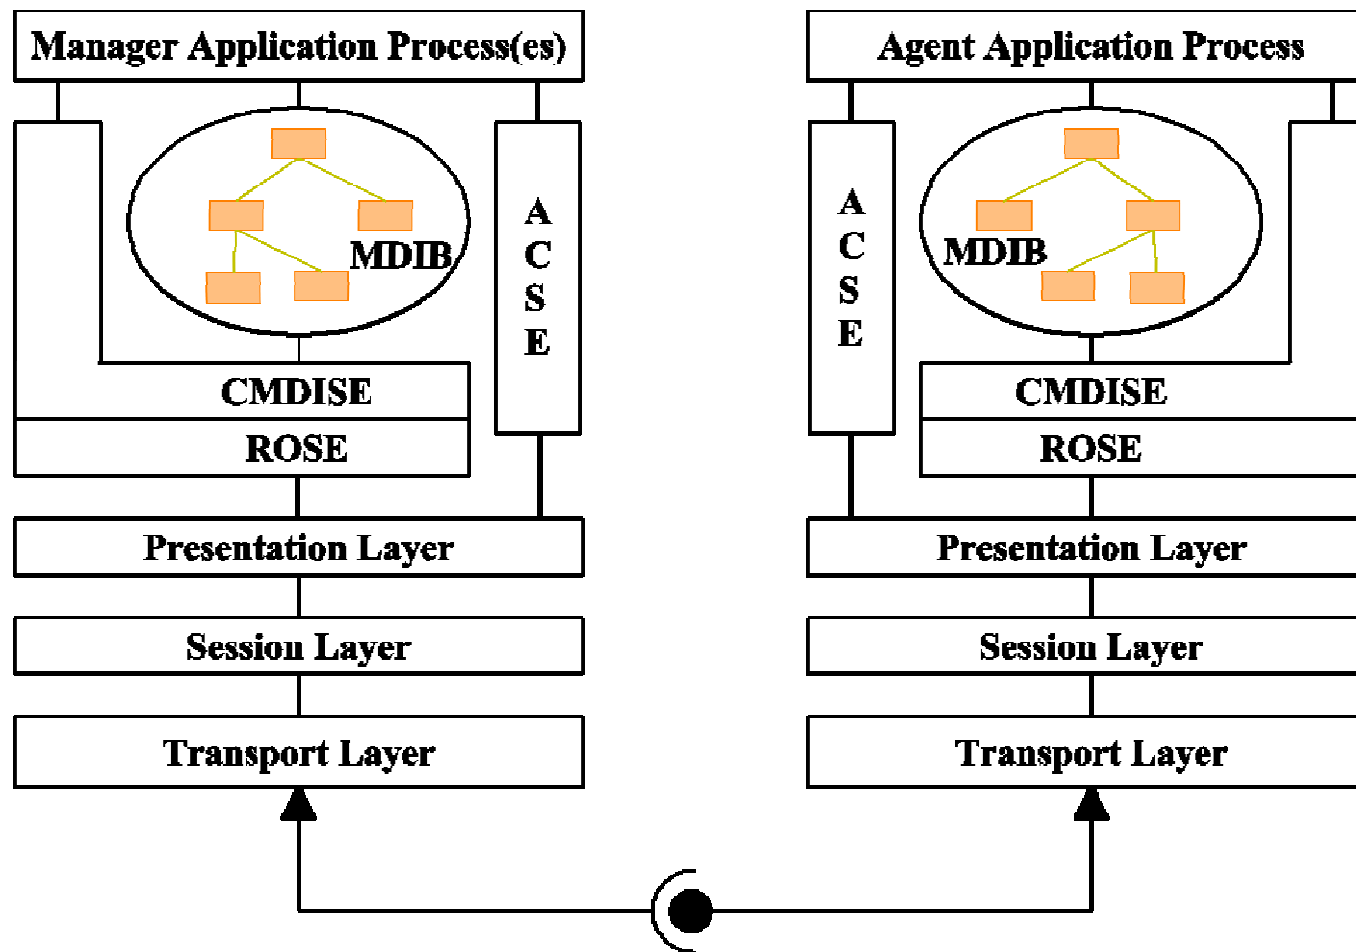 Manager Application Process(es)
MDIB
A
C
S
E
CMDISE
ROSE
Presentation Layer
Session Layer
Transport Layer
Agent Application Process
A
C
S
E
MDIB
CMDISE
ROSE
Presentation Layer
Session Layer
Transport Layer